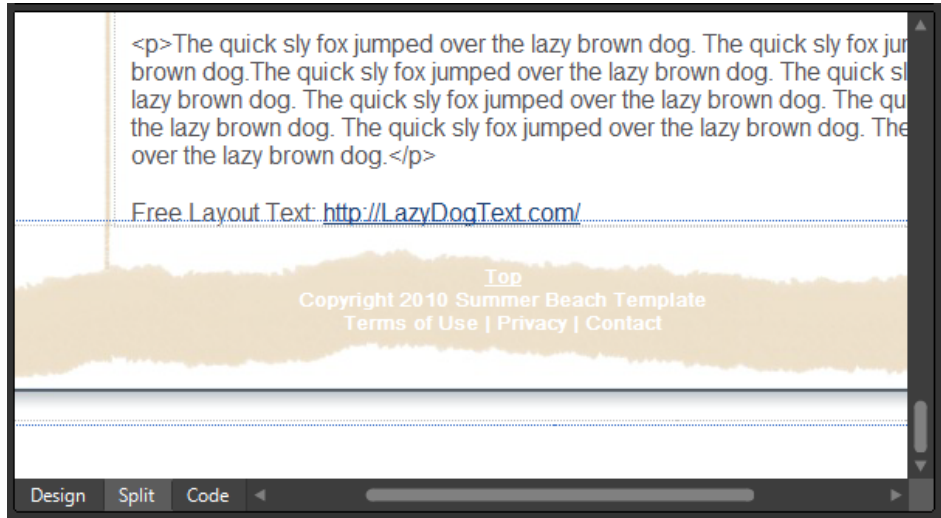 <p>The quick sly fox jumped over the lazy brown dog. The quick sly fox jur
brown dog.The quick sly fox jumped over the lazy brown dog. The quick sl
lazy brown dog. The quick sly fox jumped over the lazy brown dog. The qu
the lazy brown dog. The quick sly fox jumped over the lazy brown dog. The
over the lazy brown dog.</p>
Free Layout Text: http://LazyDogText.com/
Top
Copyright 2010 Summer Beach Template
Terms of Use | Privacy | Contact
Design Split Code